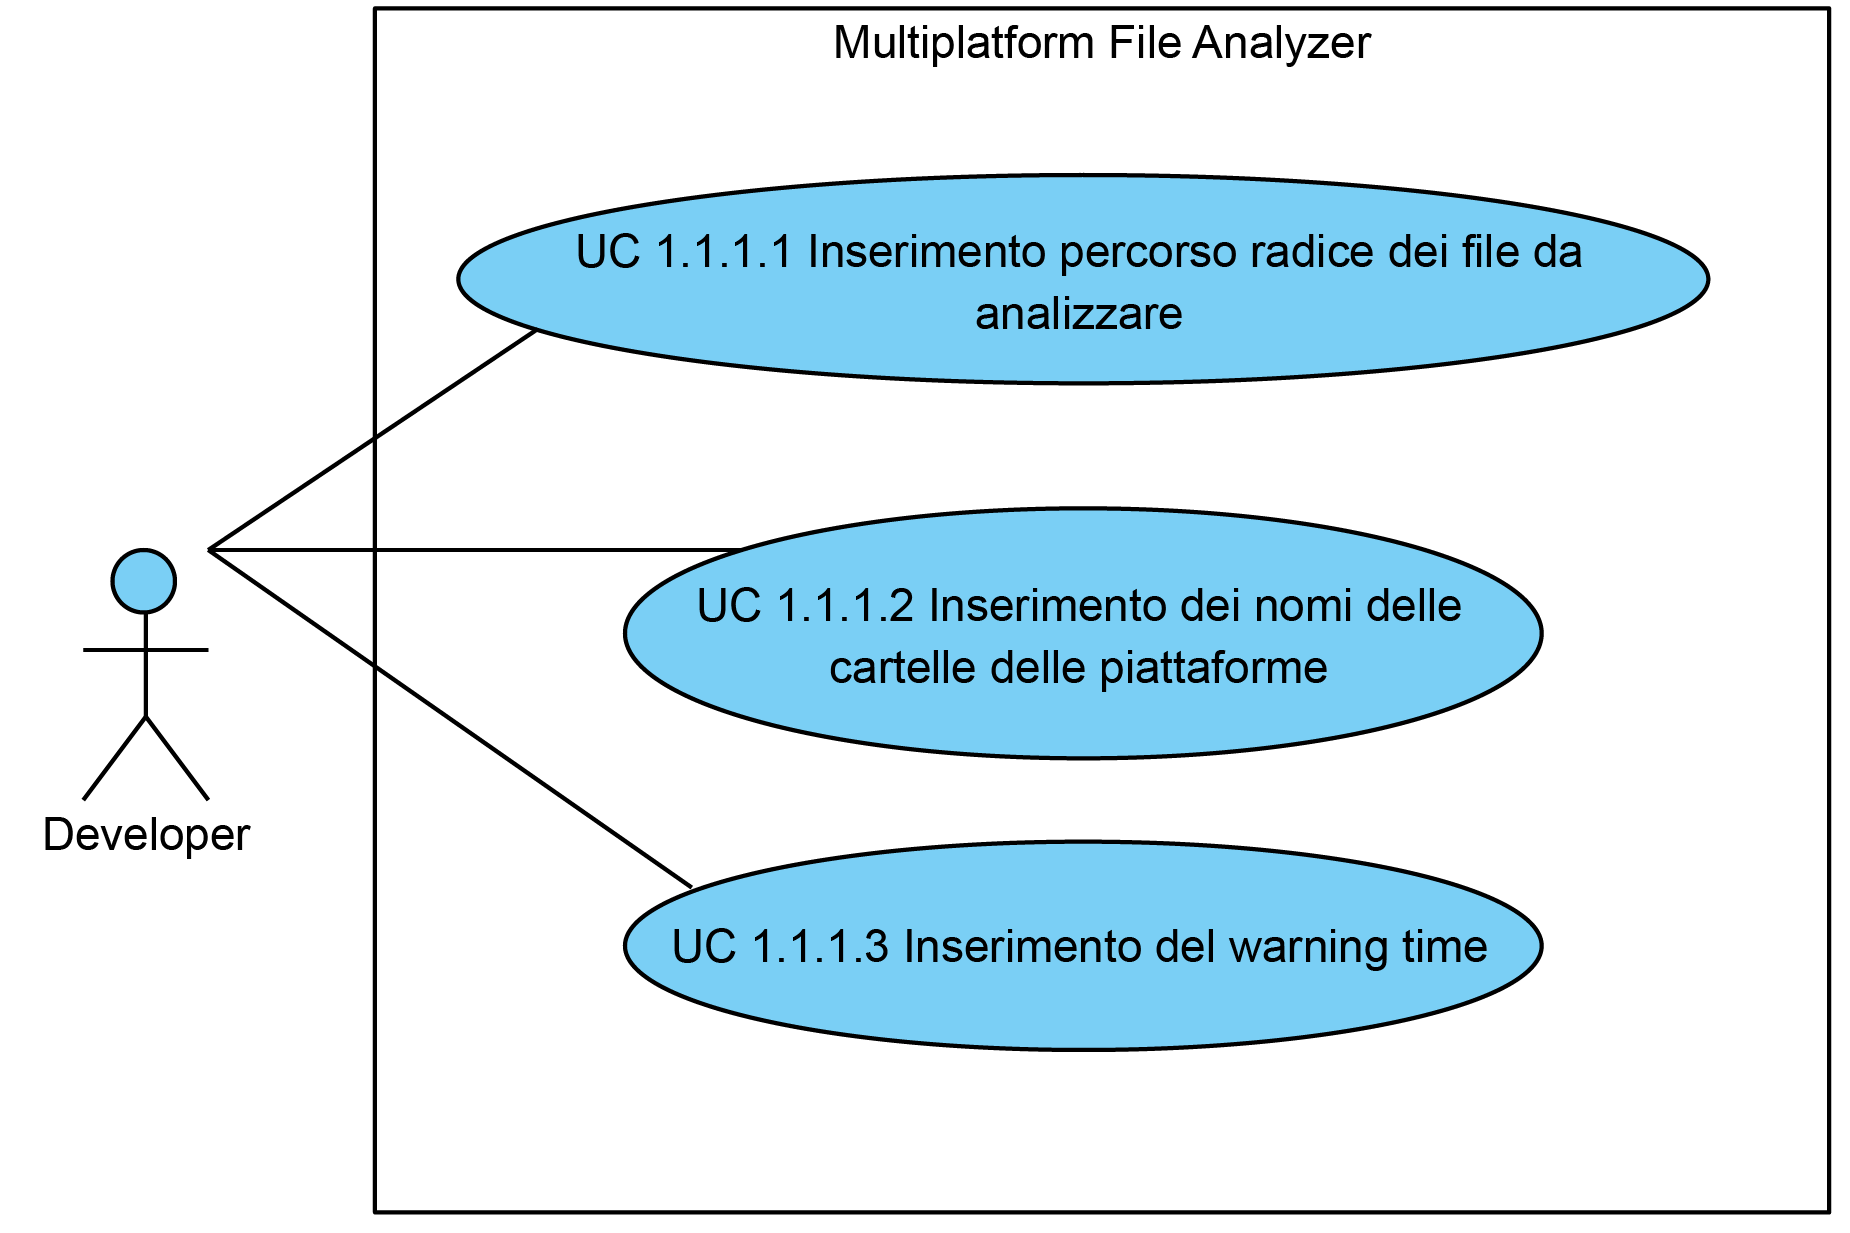 Multiplatform File Analyzer
UC 1.1.1.1 Inserimento percorso radice dei file da
analizzare
UC 1.1.1.2 Inserimento dei nomi delle
cartelle delle piattaforme
Developer
UC 1.1.1.3 Inserimento del warning time